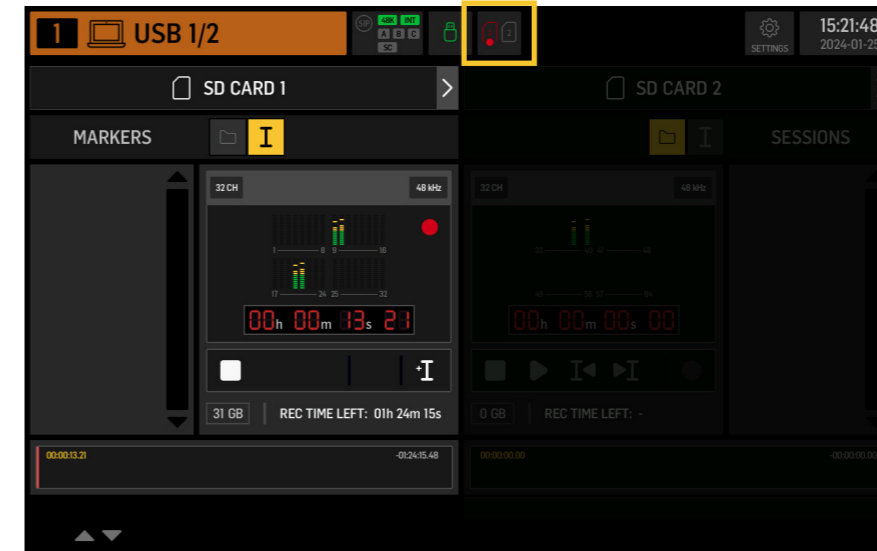 1 USB 1/2
SIP 48K INT
A B C
SC
1 2
SETTINGS
15:21:48
2024-01-25
SD CARD 1 >
SD CARD 2
MARKERS
SESSIONS
32 CH 48 kHz
32 CH 48 kHz
1 8 9 16
17 24 25 32
00h 00m 13s 21
00h 00m 00s 00
31 GB REC TIME LEFT: 01h 24m 15s
0 GB REC TIME LEFT: -
00:00:13.21 -01:24:15.48
00:00:00.00 -00:00:00.00